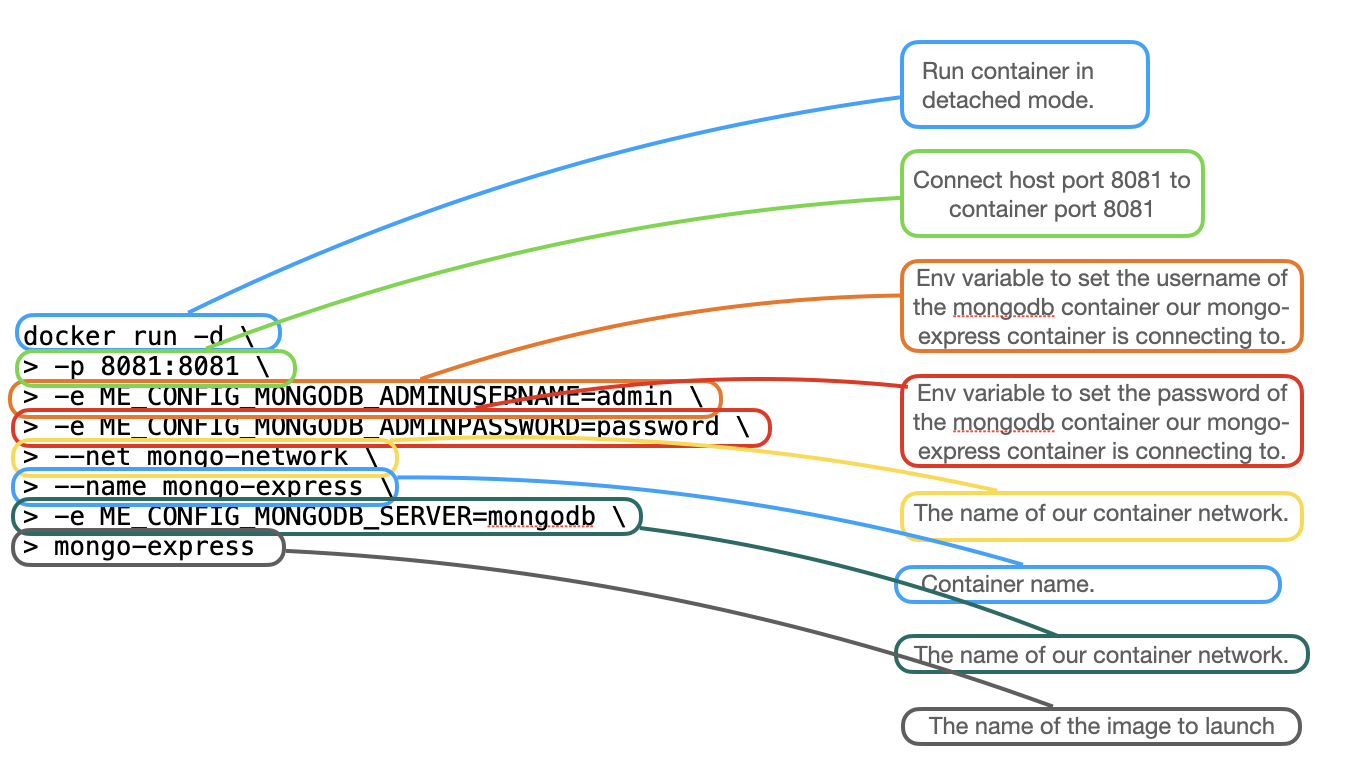 docker run -d \
> -p 8081:8081 \
> -e ME_CONFIG_MONGODB_ADMINUSERNAME=admin \
> -e ME_CONFIG_MONGODB_ADMINPASSWORD=password \
> --net mongo-network \
> --name mongo-express \
> -e ME_CONFIG_MONGODB_SERVER=mongodb \
> mongo-express
Run container in
detached mode.
Connect host port 8081 to
container port 8081
Env variable to set the username of
the mongodb container our mongo-
express container is connecting to.
Env variable to set the password of
the mongodb container our mongo-
express container is connecting to.
The name of our container network.
Container name.
The name of our container network.
The name of the image to launch